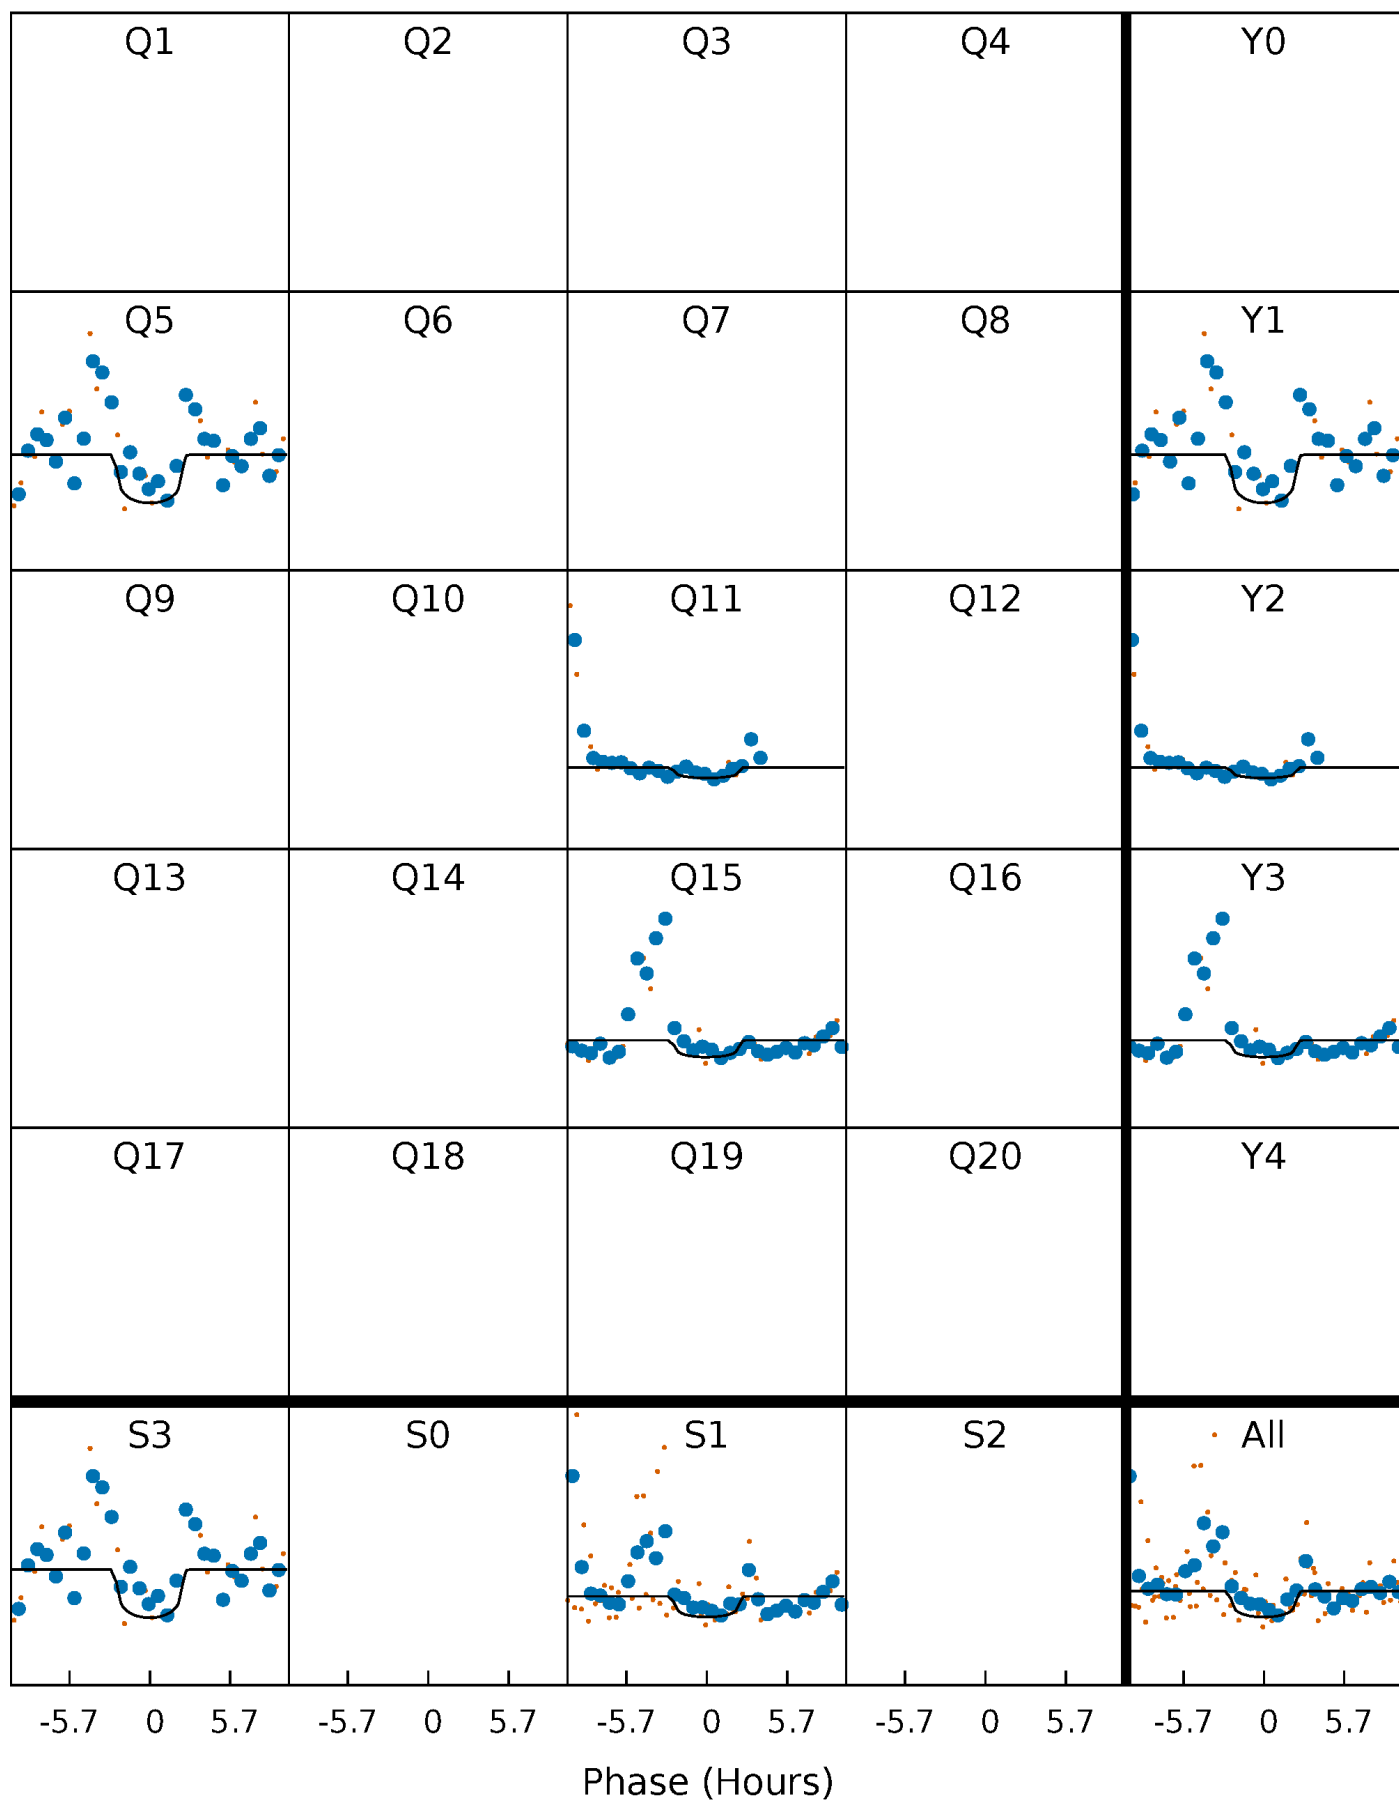 Q1 Q2 Q3 Q4 Y0
Q5 Q6 Q7 Q8 Y1
Q9 Q10 Q11 Q12 Y2
Q13 Q14 Q15 Q16 Y3
Q17 Q18 Q19 Q20 Y4
S3 S0 S1 S2 All
-5.7 0 5.7 -5.7 0 5.7 -5.7 0 5.7 -5.7 0 5.7 -5.7 0 5.7
Phase (Hours)